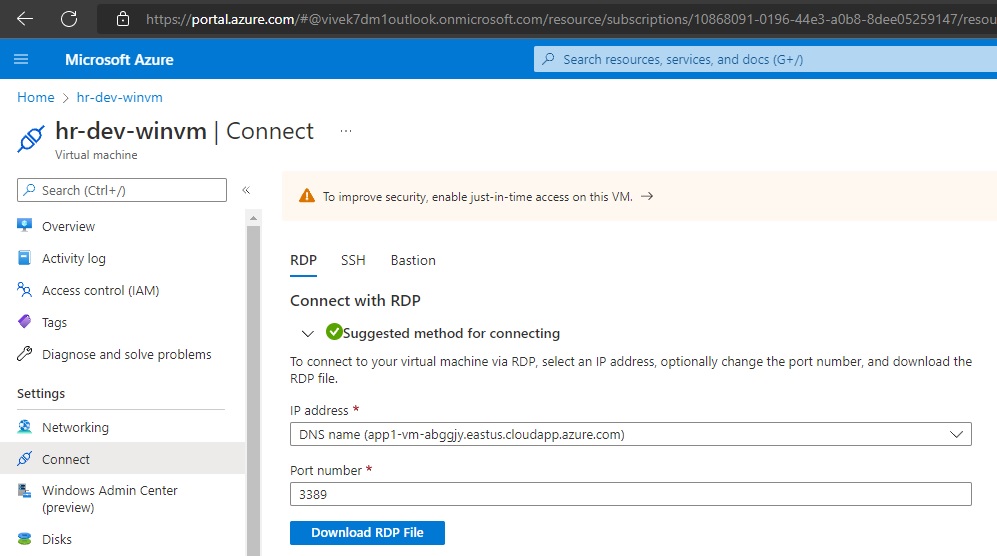 https://portal.azure.com/#@vivek7dm1outlook.onmicrosoft.com/resource/subscriptions/10868091-0196-44e3-a0b8-8dee05259147/resou
Microsoft Azure
Search resources, services, and docs (G+/)
Home > hr-dev-winvm
hr-dev-winvm | Connect ...
Virtual machine
Search (Ctrl+/)
«
Overview
Activity log
Access control (IAM)
Tags
Diagnose and solve problems
Settings
Networking
Connect
Windows Admin Center
(preview)
Disks
To improve security, enable just-in-time access on this VM. →
RDP SSH Bastion
Connect with RDP
Suggested method for connecting
To connect to your virtual machine via RDP, select an IP address, optionally change the port number, and download the
RDP file.
IP address *
DNS name (app1-vm-abggjy.eastus.cloudapp.azure.com)
Port number *
3389
Download RDP File